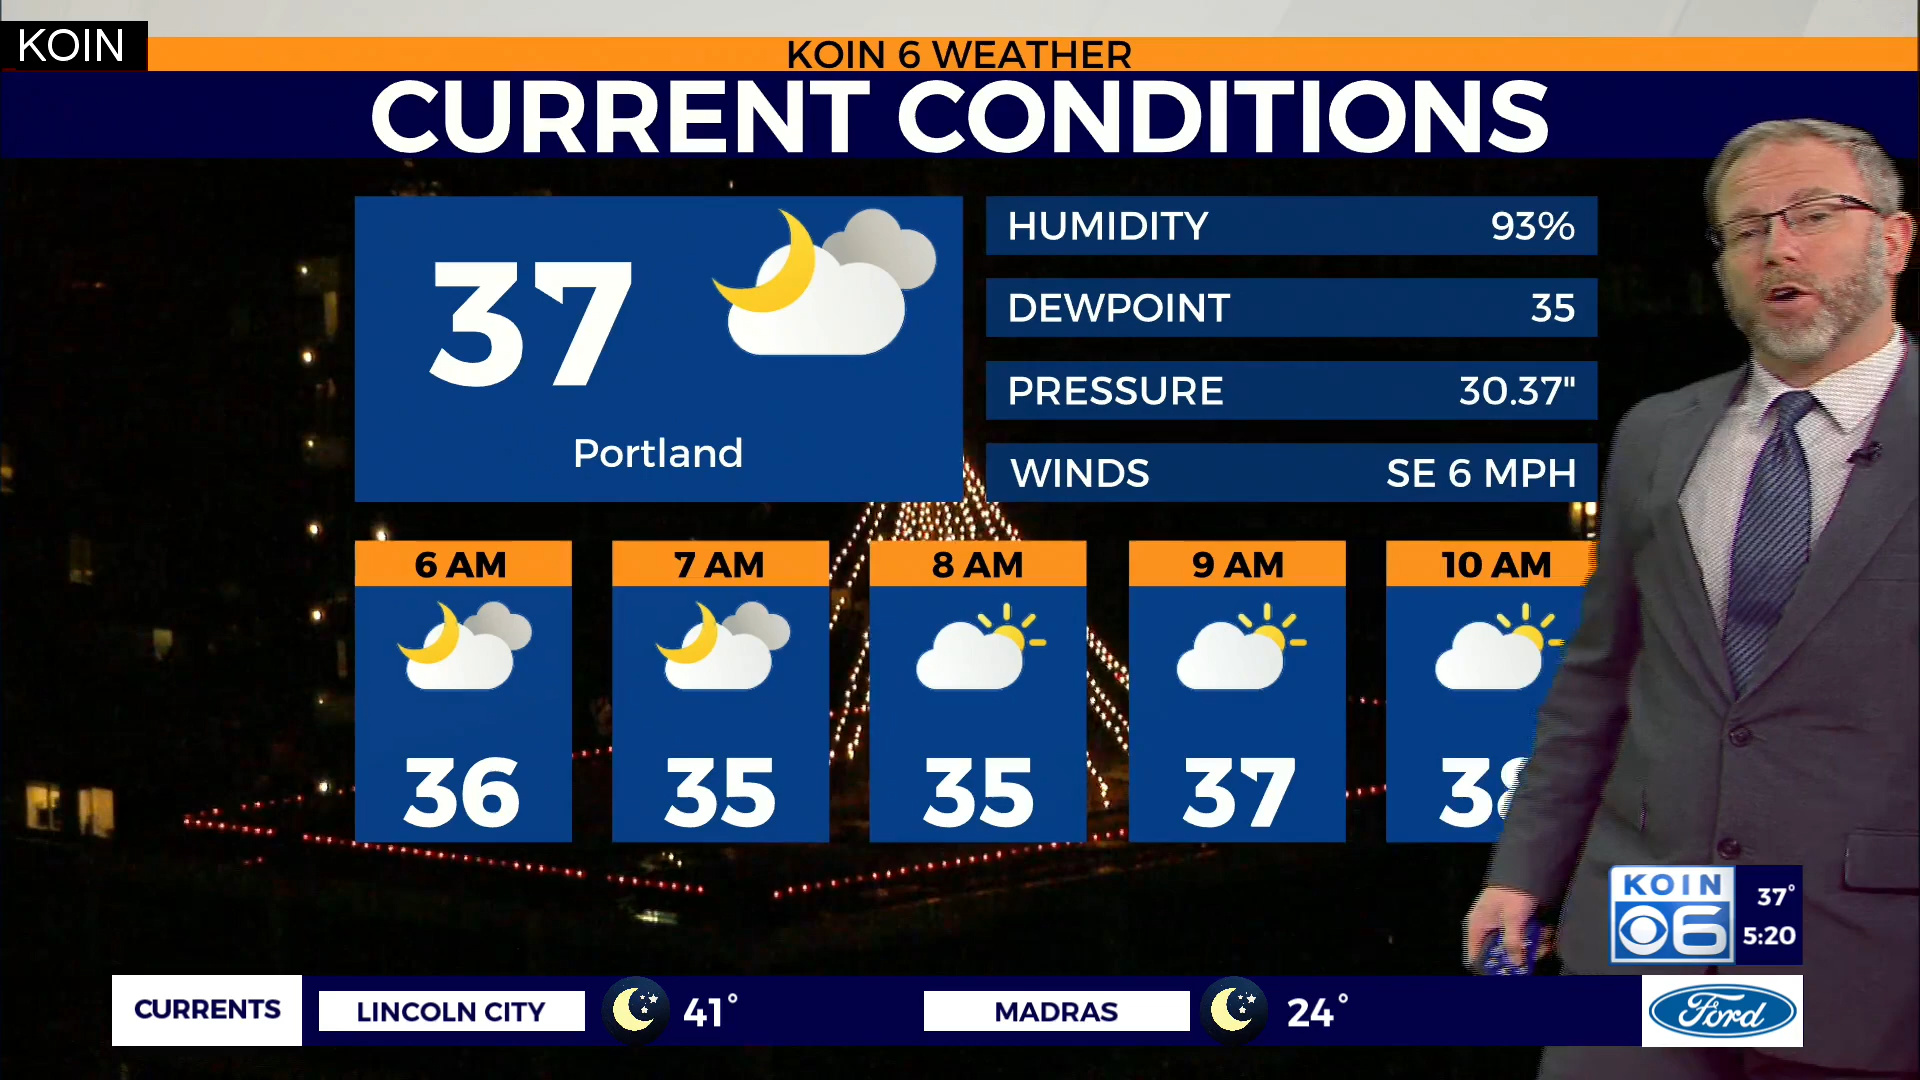 KOIN
KOIN 6 WEATHER
CURRENT CONDITIONS
37
Portland
HUMIDITY 93%
DEWPOINT 35
PRESSURE 30.37"
WINDS SE 6 MPH
6 AM 7 AM 8 AM 9 AM 10 AM
36 35 35 37 38
KOIN
6
37°
5:20
CURRENTS LINCOLN CITY 41° MADRAS 24° Ford